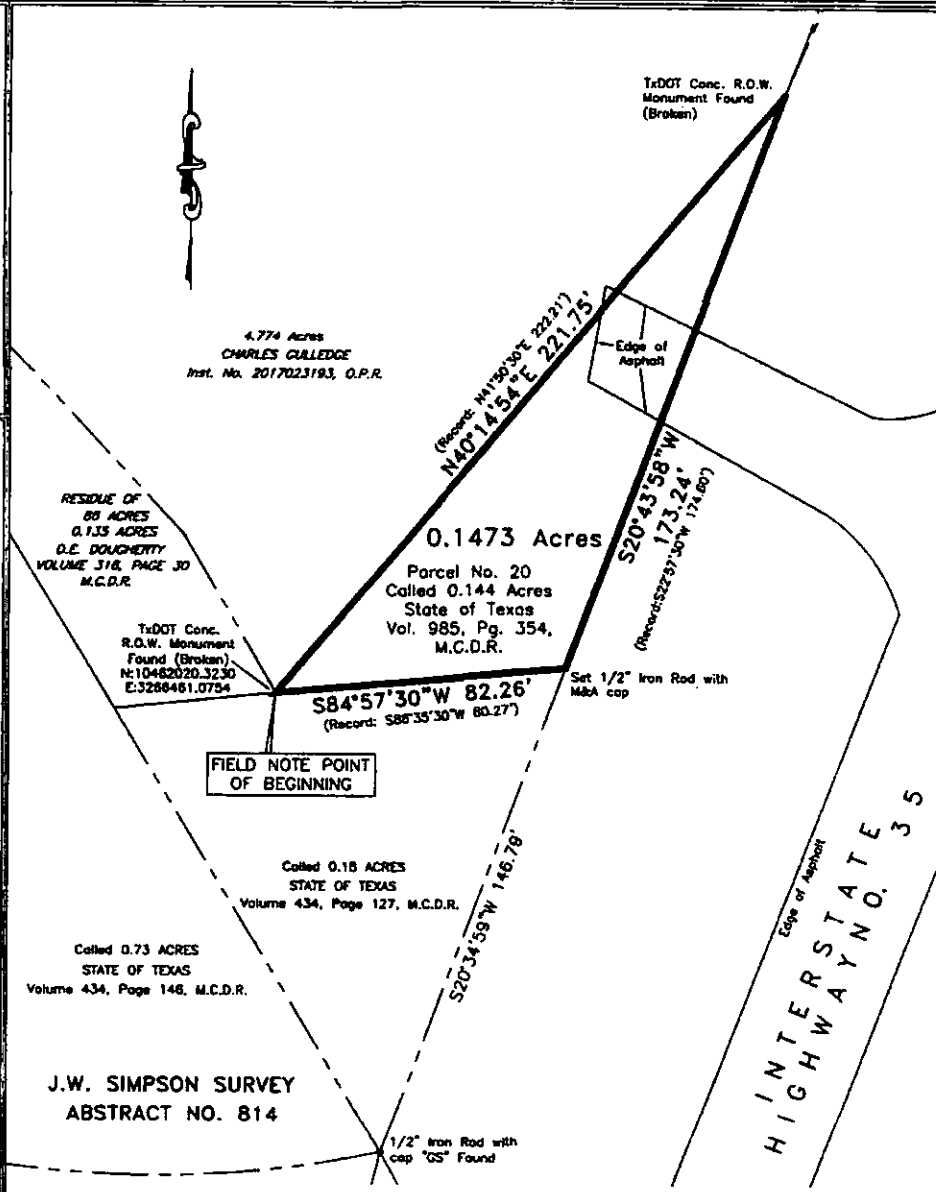 TxDOT Conc. R.O.W.
Monument Found
(Broken)
4.774 Acres
CHARLES GULLEDGE
Inst. No. 2017023193, O.P.R.
(Record: N41°50'30"E 222.21')
N40°14'54"E 221.75'
Edge of
Asphalt
S20°43'58"W
173.24'
(Record:S22°57'30"W 174.60')
RESIDUE OF
86 ACRES
0.135 ACRES
D.E. DOUGHERTY
VOLUME 316, PAGE 30
M.C.D.R.
0.1473 Acres
Parcel No. 20
Called 0.144 Acres
State of Texas
Vol. 985, Pg. 354,
M.C.D.R.
TxDOT Conc.
R.O.W. Monument
Found (Broken)
N:10462020.3230
E:3266461.0754
Set 1/2" Iron Rod with
M&A cap
S84°57'30"W 82.26'
(Record: S86°35'30"W 80.27')
FIELD NOTE POINT
OF BEGINNING
Called 0.18 ACRES
STATE OF TEXAS
Volume 434, Page 127, M.C.D.R.
S20°34'59"W 146.79'
Edge of Asphalt
INTERSTATE
HIGHWAY NO. 35
Called 0.73 ACRES
STATE OF TEXAS
Volume 434, Page 146, M.C.D.R.
J.W. SIMPSON SURVEY
ABSTRACT NO. 814
1/2" Iron Rod with
cap "GS" Found